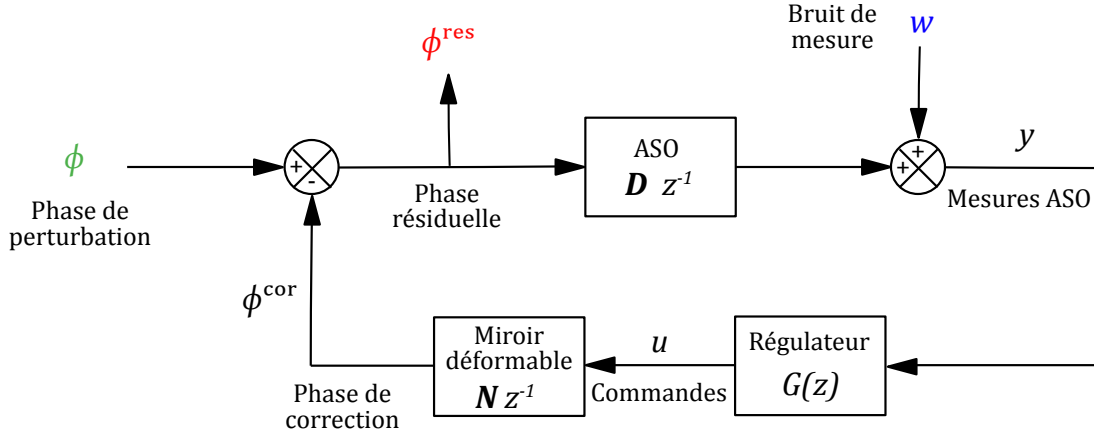 Bruit de
mesure
w
ϕ^res
ϕ
Phase de
perturbation
+
-
Phase
résiduelle
ASO
D z^-1
+
+
y
Mesures ASO
ϕ^cor
Phase de
correction
Miroir
déformable
N z^-1
u
Commandes
Régulateur
G(z)